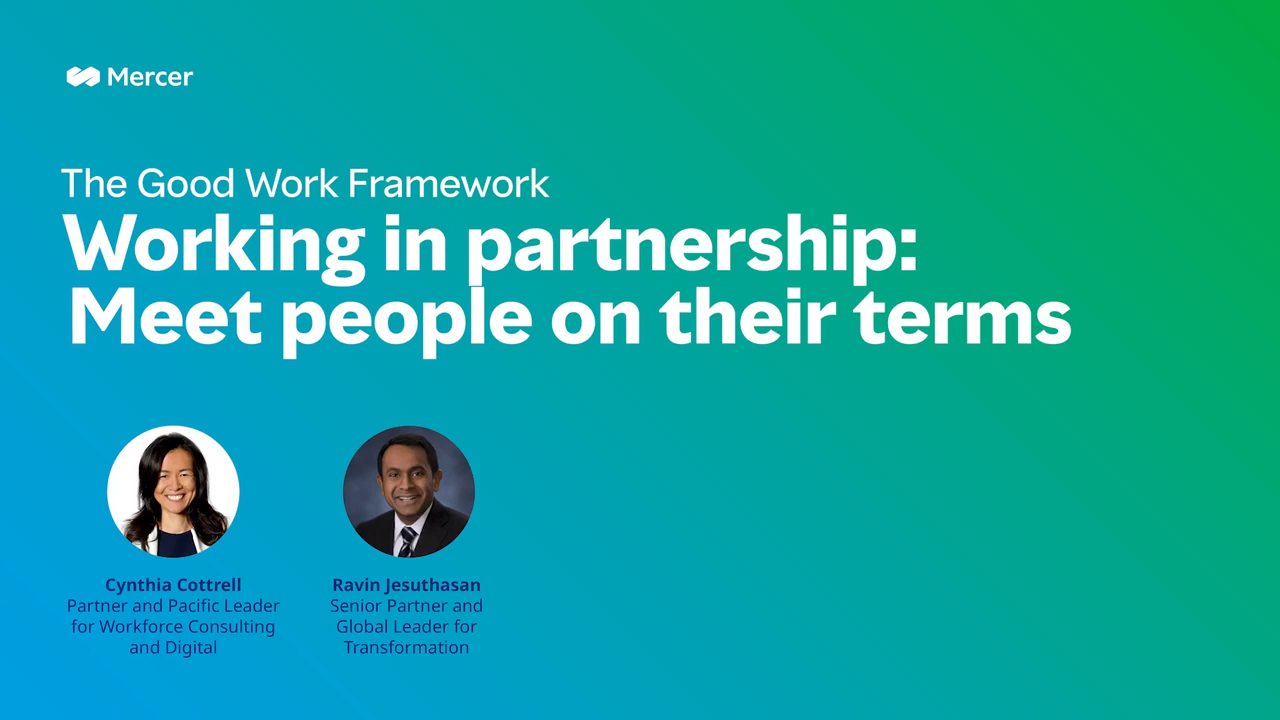 Mercer
The Good Work Framework
Working in partnership:
Meet people on their terms
Cynthia Cottrell
Partner and Pacific Leader
for Workforce Consulting
and Digital
Ravin Jesuthasan
Senior Partner and
Global Leader for
Transformation